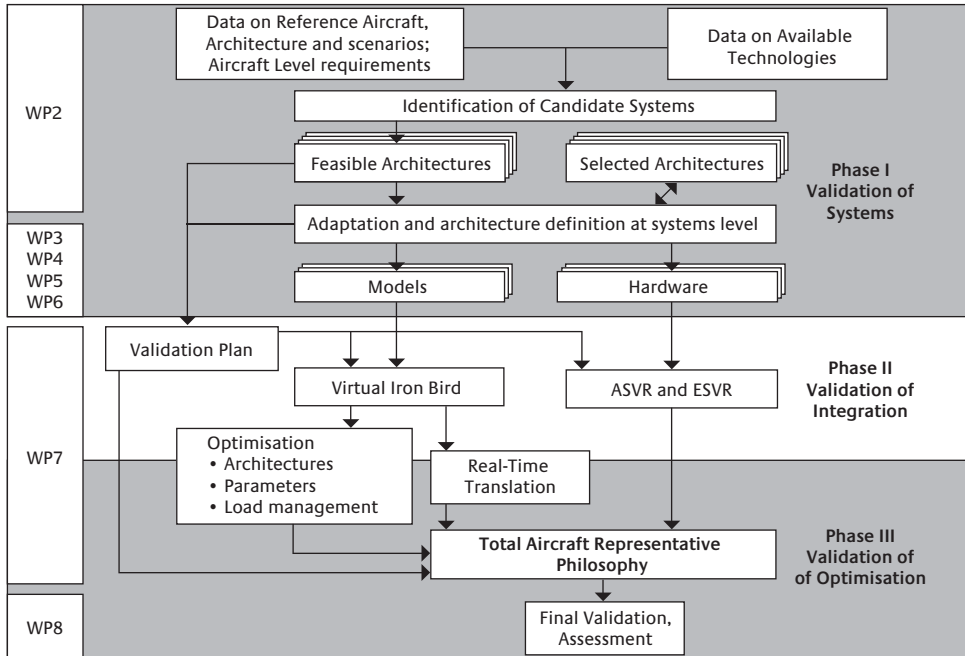 Data on Reference Aircraft,
Architecture and scenarios;
Aircraft Level requirements
Data on Available
Technologies
WP2
Identification of Candidate Systems
Feasible Architectures
Selected Architectures
Phase I
Validation of
Systems
Adaptation and architecture definition at systems level
WP3
WP4
WP5
WP6
Models
Hardware
Validation Plan
Virtual Iron Bird
ASVR and ESVR
Phase II
Validation of
Integration
WP7
Optimisation
• Architectures
• Parameters
• Load management
Real-Time
Translation
Total Aircraft Representative
Philosophy
Phase III
Validation of
of Optimisation
WP8
Final Validation,
Assessment